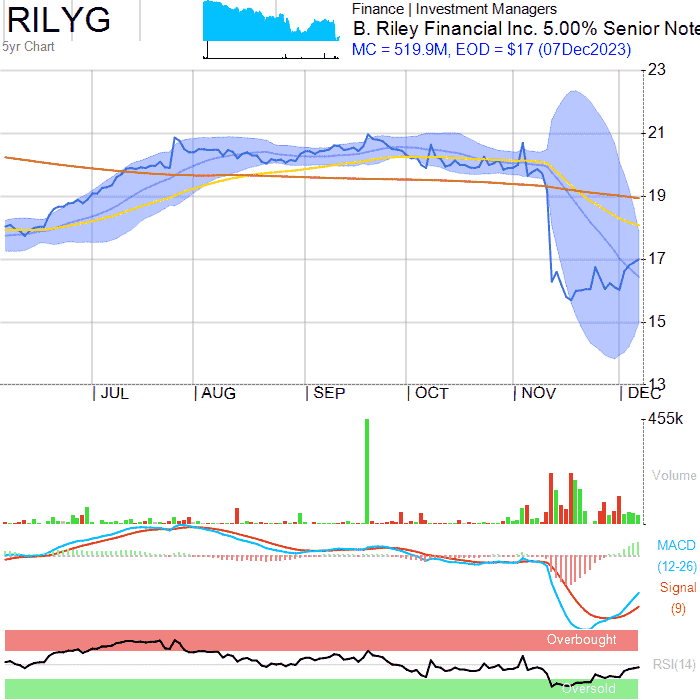 RILYG
5yr Chart
Finance | Investment Managers
B. Riley Financial Inc. 5.00% Senior Note
MC = 519.9M, EOD = $17 (07Dec2023)
23
21
19
17
15
13
JUL AUG SEP OCT NOV DEC
455k
Volume
MACD
(12-26)
Signal
(9)
Overbought
RSI(14)
Oversold